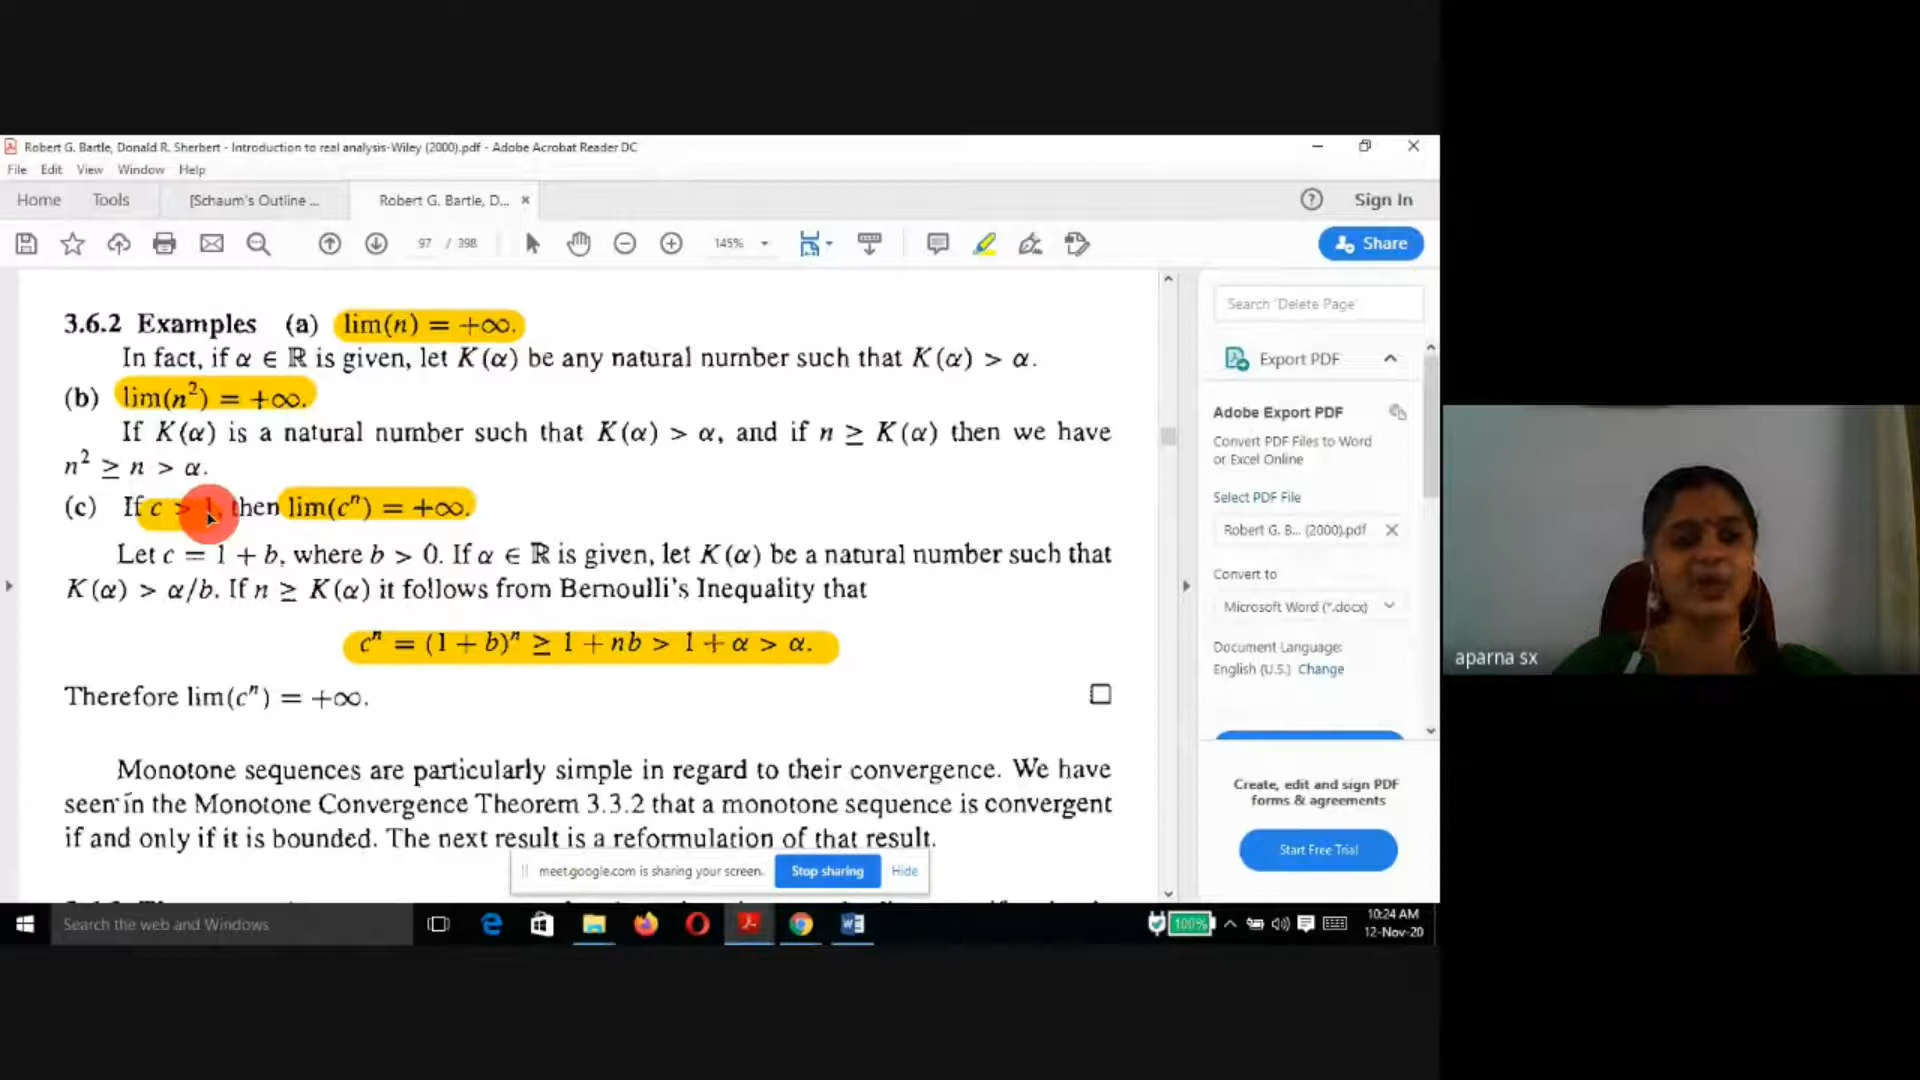 Robert G. Bartle, Donald R. Sherbert - Introduction to real analysis-Wiley (2000).pdf - Adobe Acrobat Reader DC
File Edit View Window Help
Home Tools [Schaum's Outline ... Robert G. Bartle, D... × Sign In
97 / 398 145% Share
3.6.2 Examples (a) lim(n) = +∞.
In fact, if α ∈ ℝ is given, let K(α) be any natural number such that K(α) > α.
(b) lim(n²) = +∞.
If K(α) is a natural number such that K(α) > α, and if n ≥ K(α) then we have
n² ≥ n > α.
(c) If c > 1, then lim(cⁿ) = +∞.
Let c = 1 + b, where b > 0. If α ∈ ℝ is given, let K(α) be a natural number such that
K(α) > α/b. If n ≥ K(α) it follows from Bernoulli's Inequality that
cⁿ = (1 + b)ⁿ ≥ 1 + nb > 1 + α > α.
Therefore lim(cⁿ) = +∞.
Monotone sequences are particularly simple in regard to their convergence. We have
seen in the Monotone Convergence Theorem 3.3.2 that a monotone sequence is convergent
if and only if it is bounded. The next result is a reformulation of that result.
meet.google.com is sharing your screen. Stop sharing Hide
Search 'Delete Page'
Export PDF
Adobe Export PDF
Convert PDF Files to Word
or Excel Online
Select PDF File
Robert G. B... (2000).pdf ×
Convert to
Microsoft Word (*.docx)
Document Language:
English (U.S.) Change
Create, edit and sign PDF
forms & agreements
Start Free Trial
aparna sx
Search the web and Windows
100%
10:24 AM
12-Nov-20